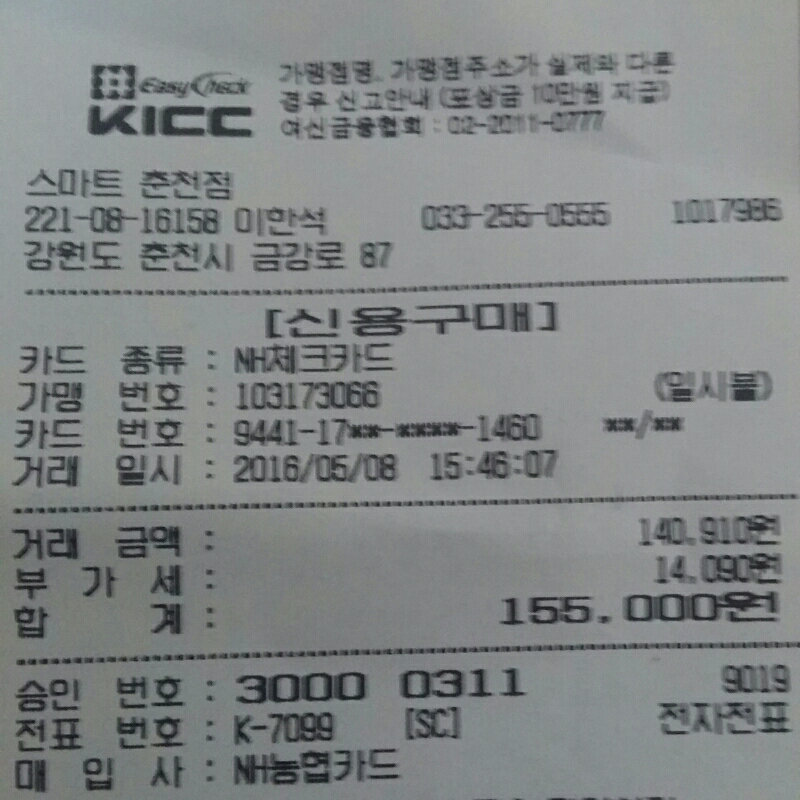 EasyCheck 가맹점명, 가맹점주소가 실제와 다른
KICC 경우 신고안내 (포상금 10만원 지급)
여신금융협회 : 02-2011-0777
스마트 춘천점
221-08-16158 이한석 033-255-0555 1017986
강원도 춘천시 금강로 87
[신용구매]
카드 종류 : NH체크카드
가맹 번호 : 103173066 (일시불)
카드 번호 : 9441-17**-****-1460 **/**
거래 일시 : 2016/05/08 15:46:07
거래 금액 : 140,910원
부 가 세 : 14,090원
합 계 : 155,000원
승인 번호 : 3000 0311 9019
전표 번호 : K-7099 [SC] 전자전표
매 입 사 : NH농협카드